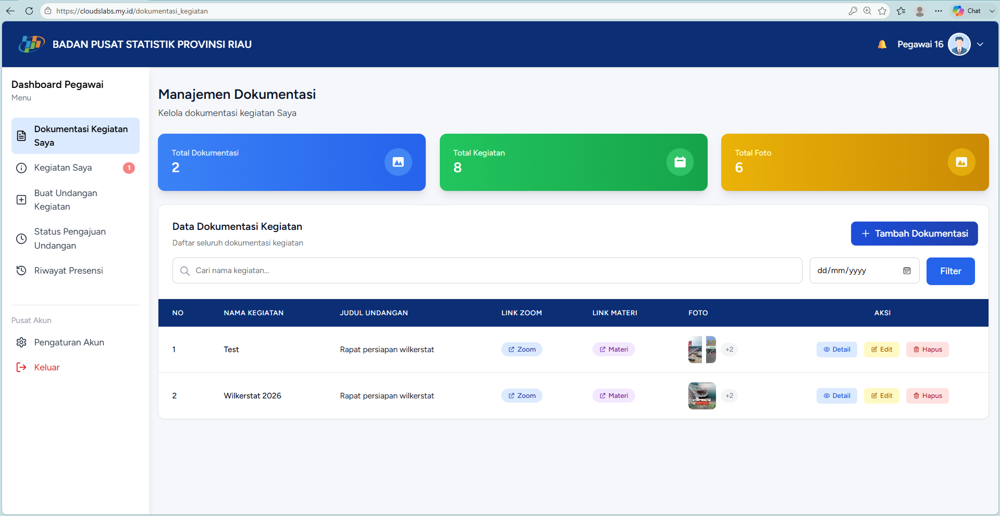 https://cloudslabs.my.id/dokumentasi_kegiatan
Chat
BADAN PUSAT STATISTIK PROVINSI RIAU
Pegawai 16
Dashboard Pegawai
Menu
Dokumentasi Kegiatan
Saya
Kegiatan Saya
1
Buat Undangan
Kegiatan
Status Pengajuan
Undangan
Riwayat Presensi
Pusat Akun
Pengaturan Akun
Keluar
Manajemen Dokumentasi
Kelola dokumentasi kegiatan Saya
Total Dokumentasi
2
Total Kegiatan
8
Total Foto
6
Data Dokumentasi Kegiatan
Daftar seluruh dokumentasi kegiatan
+ Tambah Dokumentasi
Cari nama kegiatan...
dd/mm/yyyy
Filter
NO NAMA KEGIATAN JUDUL UNDANGAN LINK ZOOM LINK MATERI FOTO AKSI
1 Test Rapat persiapan wilkerstat Zoom Materi +2 Detail Edit Hapus
2 Wilkerstat 2026 Rapat persiapan wilkerstat Zoom Materi +2 Detail Edit Hapus